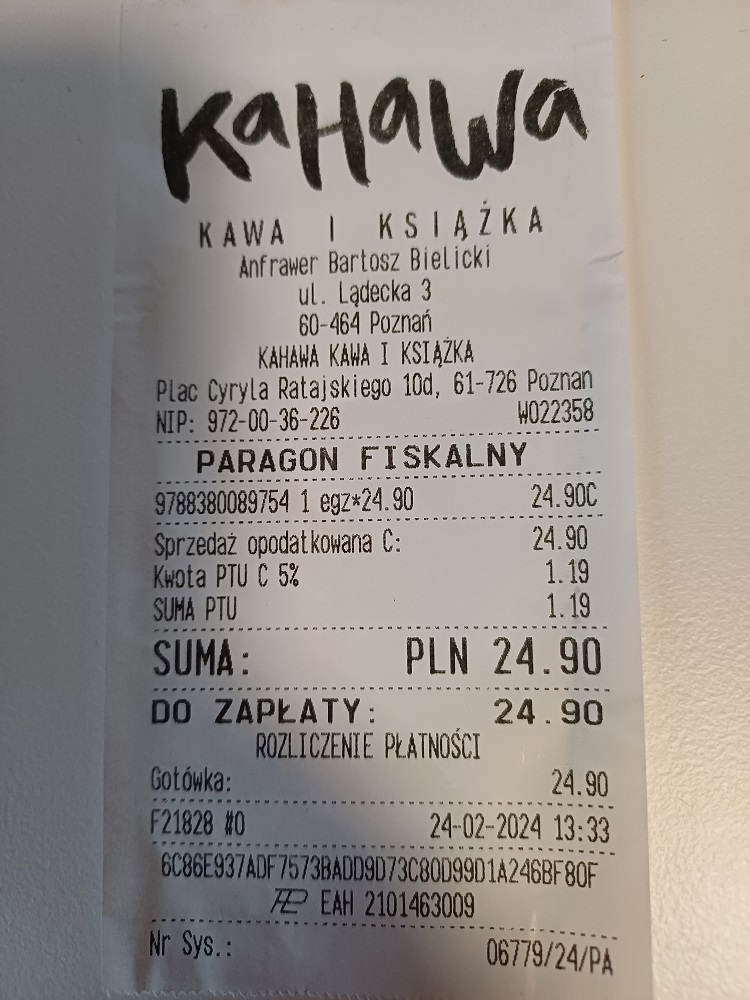 KaHaWa
KAWA I KSIĄŻKA
Anfrawer Bartosz Bielicki
ul. Lądecka 3
60-464 Poznań
KAHAWA KAWA I KSIĄŻKA
Plac Cyryla Ratajskiego 10d, 61-726 Poznan
NIP: 972-00-36-226 W022358
PARAGON FISKALNY
9788380089754 1 egz*24.90 24.90C
Sprzedaż opodatkowana C: 24.90
Kwota PTU C 5% 1.19
SUMA PTU 1.19
SUMA: PLN 24.90
DO ZAPŁATY: 24.90
ROZLICZENIE PŁATNOŚCI
Gotówka: 24.90
F21828 #0 24-02-2024 13:33
6C86E937ADF7573BADD9D73C80D99D1A246BF80F
EAH 2101463009
Nr Sys.: 06779/24/PA